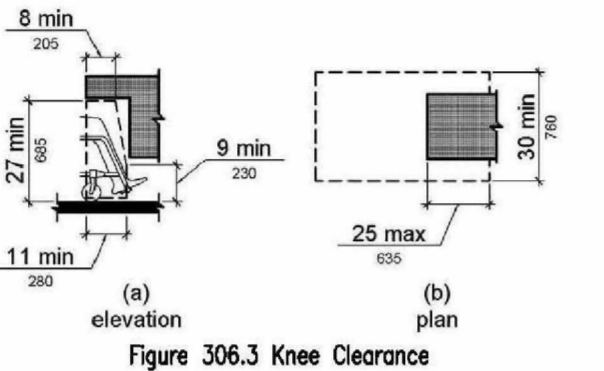 8 min
205
27 min
685
9 min
230
11 min
280
30 min
760
25 max
635
(a)
elevation
(b)
plan
Figure 306.3 Knee Clearance